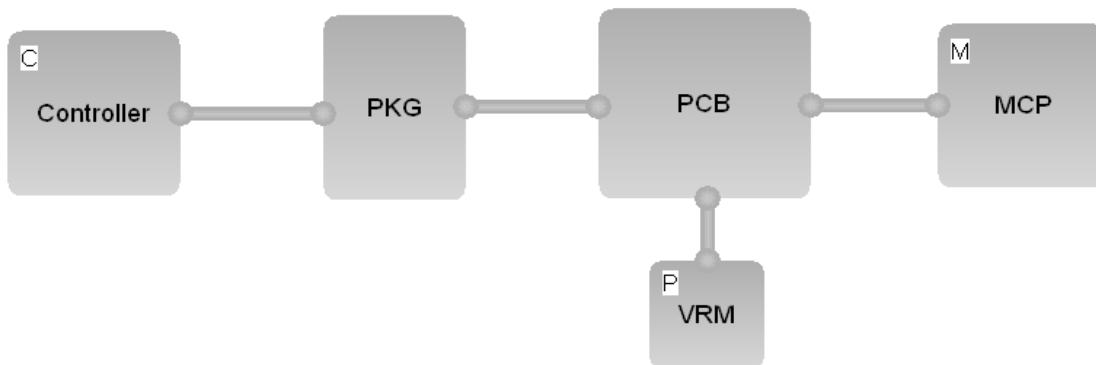 C
Controller
PKG
PCB
M
MCP
P
VRM